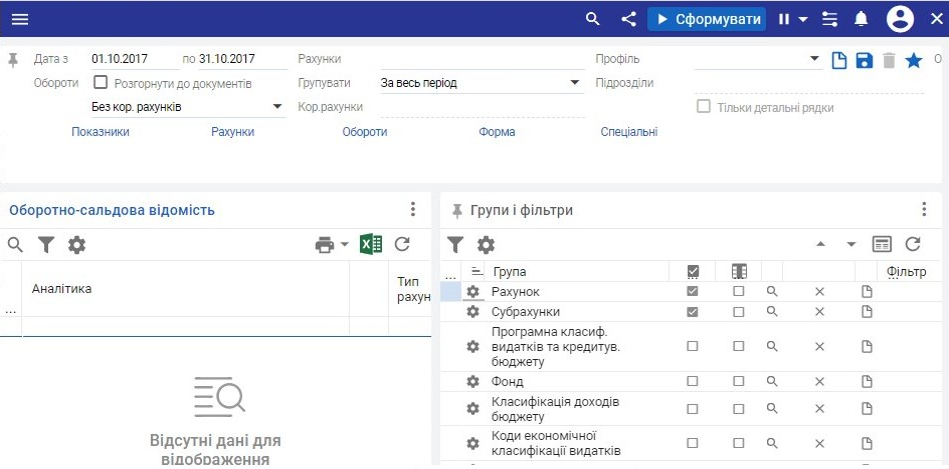 Сформувати
Дата з 01.10.2017 по 31.10.2017 Рахунки Профіль
Обороти Розгорнути до документів Групувати За весь період Підрозділи
Без кор. рахунків Кор.рахунки Тільки детальні рядки
Показники Рахунки Обороти Форма Спеціальні
Оборотно-сальдова відомість
Аналітика Тип
рахун
...
Відсутні дані для
відображення
Групи і фільтри
... Група Фільтр
Рахунок
Субрахунки
Програмна класиф.
видатків та кредитув.
бюджету
Фонд
Класифікація доходів
бюджету
Коди економічної
класифікації видатків